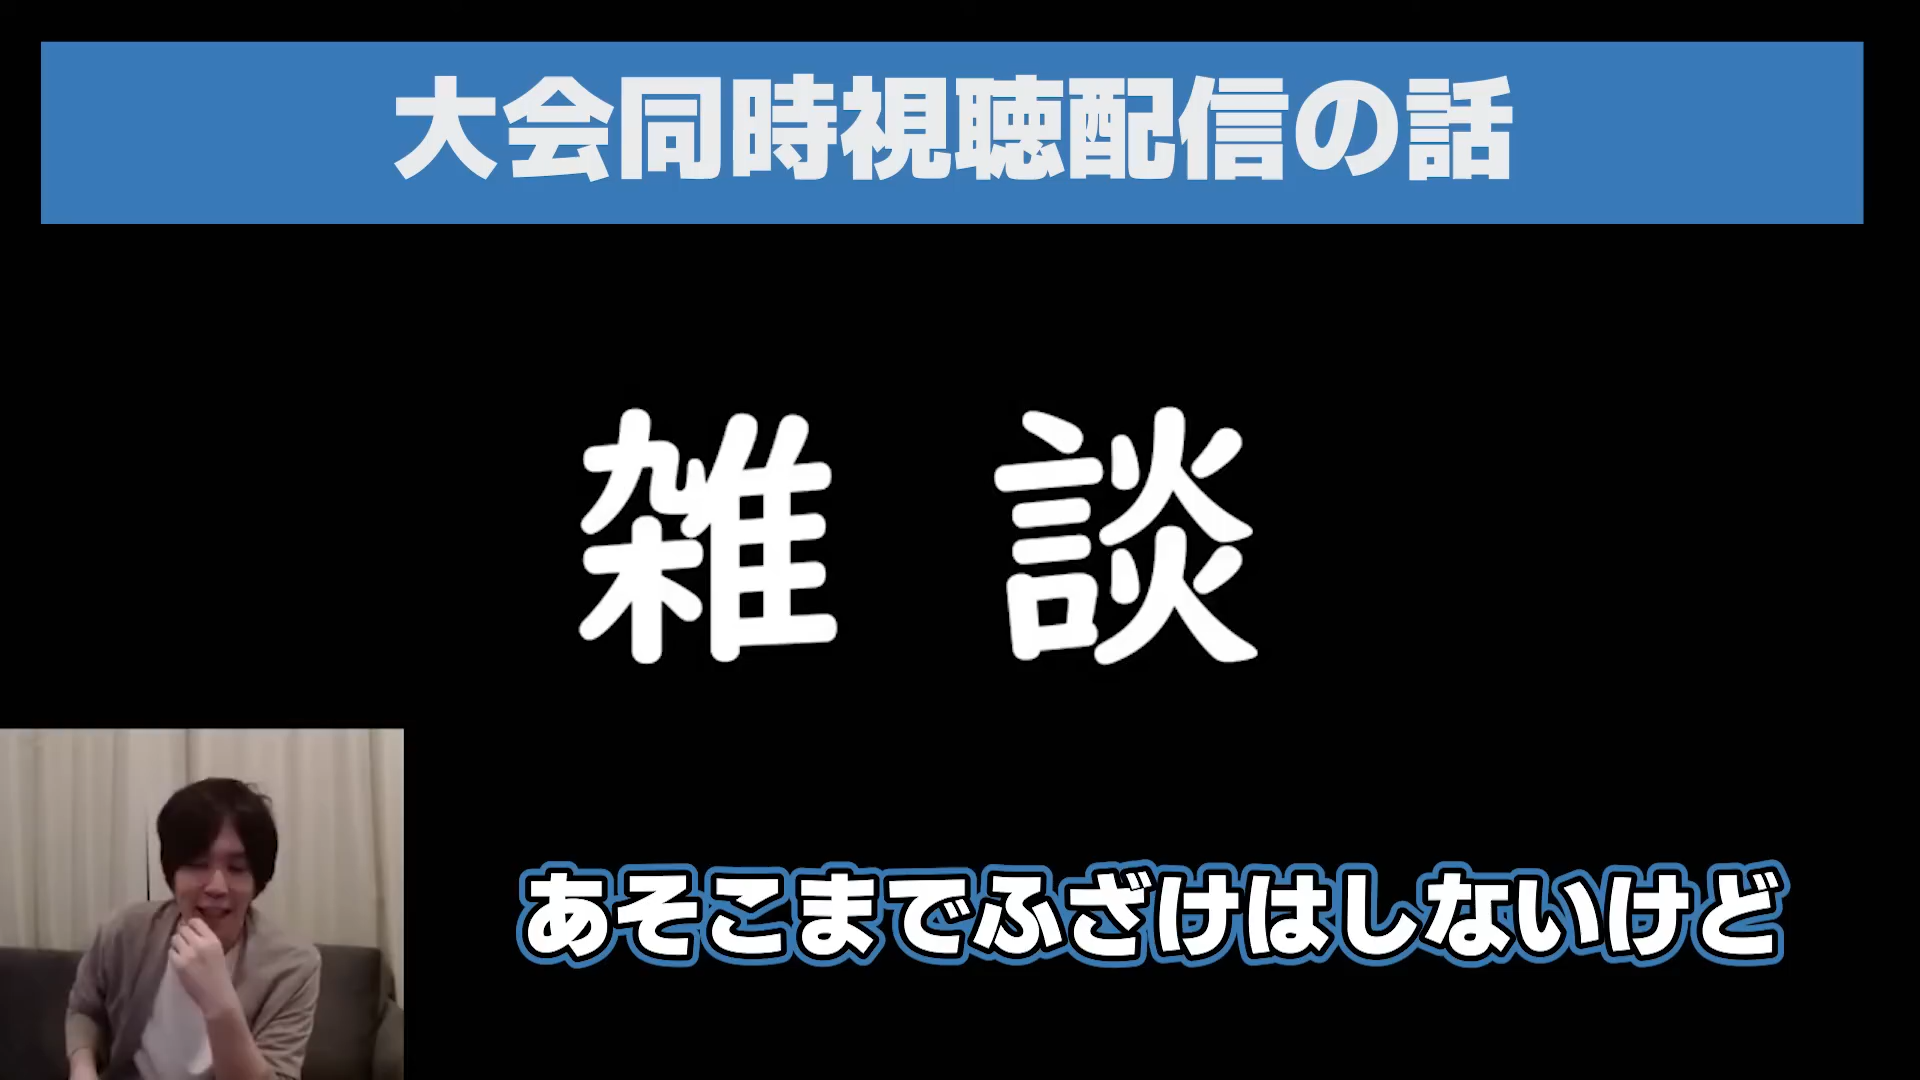 大会同時視聴配信の話
雑談
あそこまでふざけはしないけど